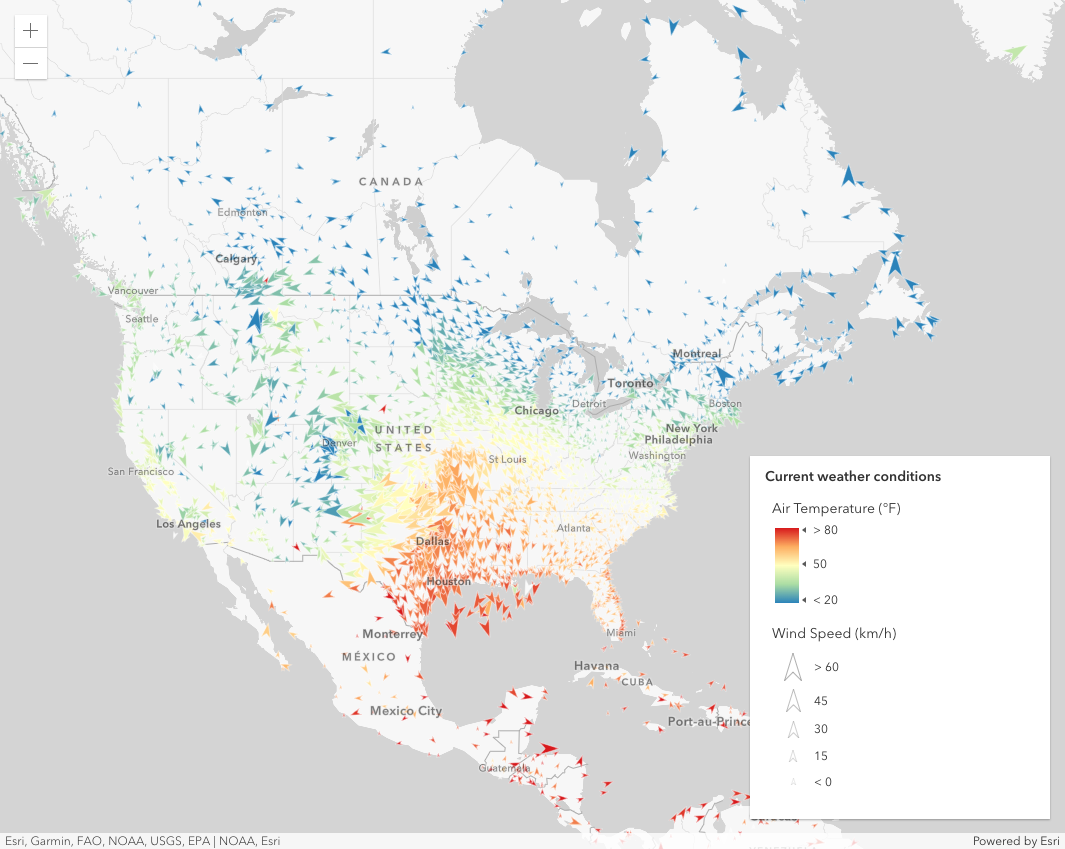 +
−
CANADA
Edmonton
Calgary
Vancouver
Seattle
Montreal
Toronto
Detroit
Boston
Chicago
New York
Philadelphia
Washington
UNITED
STATES
Denver
St Louis
San Francisco
Los Angeles
Atlanta
Dallas
Houston
Monterrey
MÉXICO
Miami
Havana
CUBA
Mexico City
Port-au-Prince
Guatemala
Current weather conditions
Air Temperature (°F)
> 80
50
< 20
Wind Speed (km/h)
> 60
45
30
15
< 0
Esri, Garmin, FAO, NOAA, USGS, EPA | NOAA, Esri
Powered by Esri